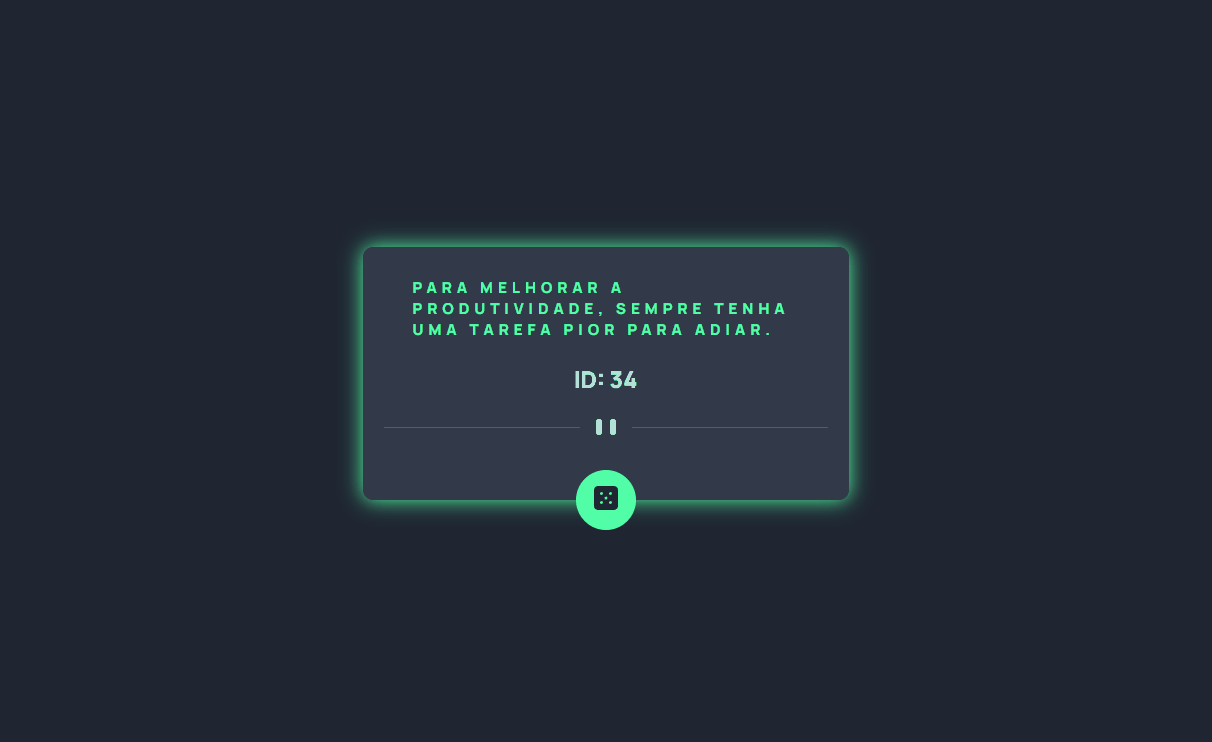 PARA MELHORAR A
PRODUTIVIDADE, SEMPRE TENHA
UMA TAREFA PIOR PARA ADIAR.
ID: 34